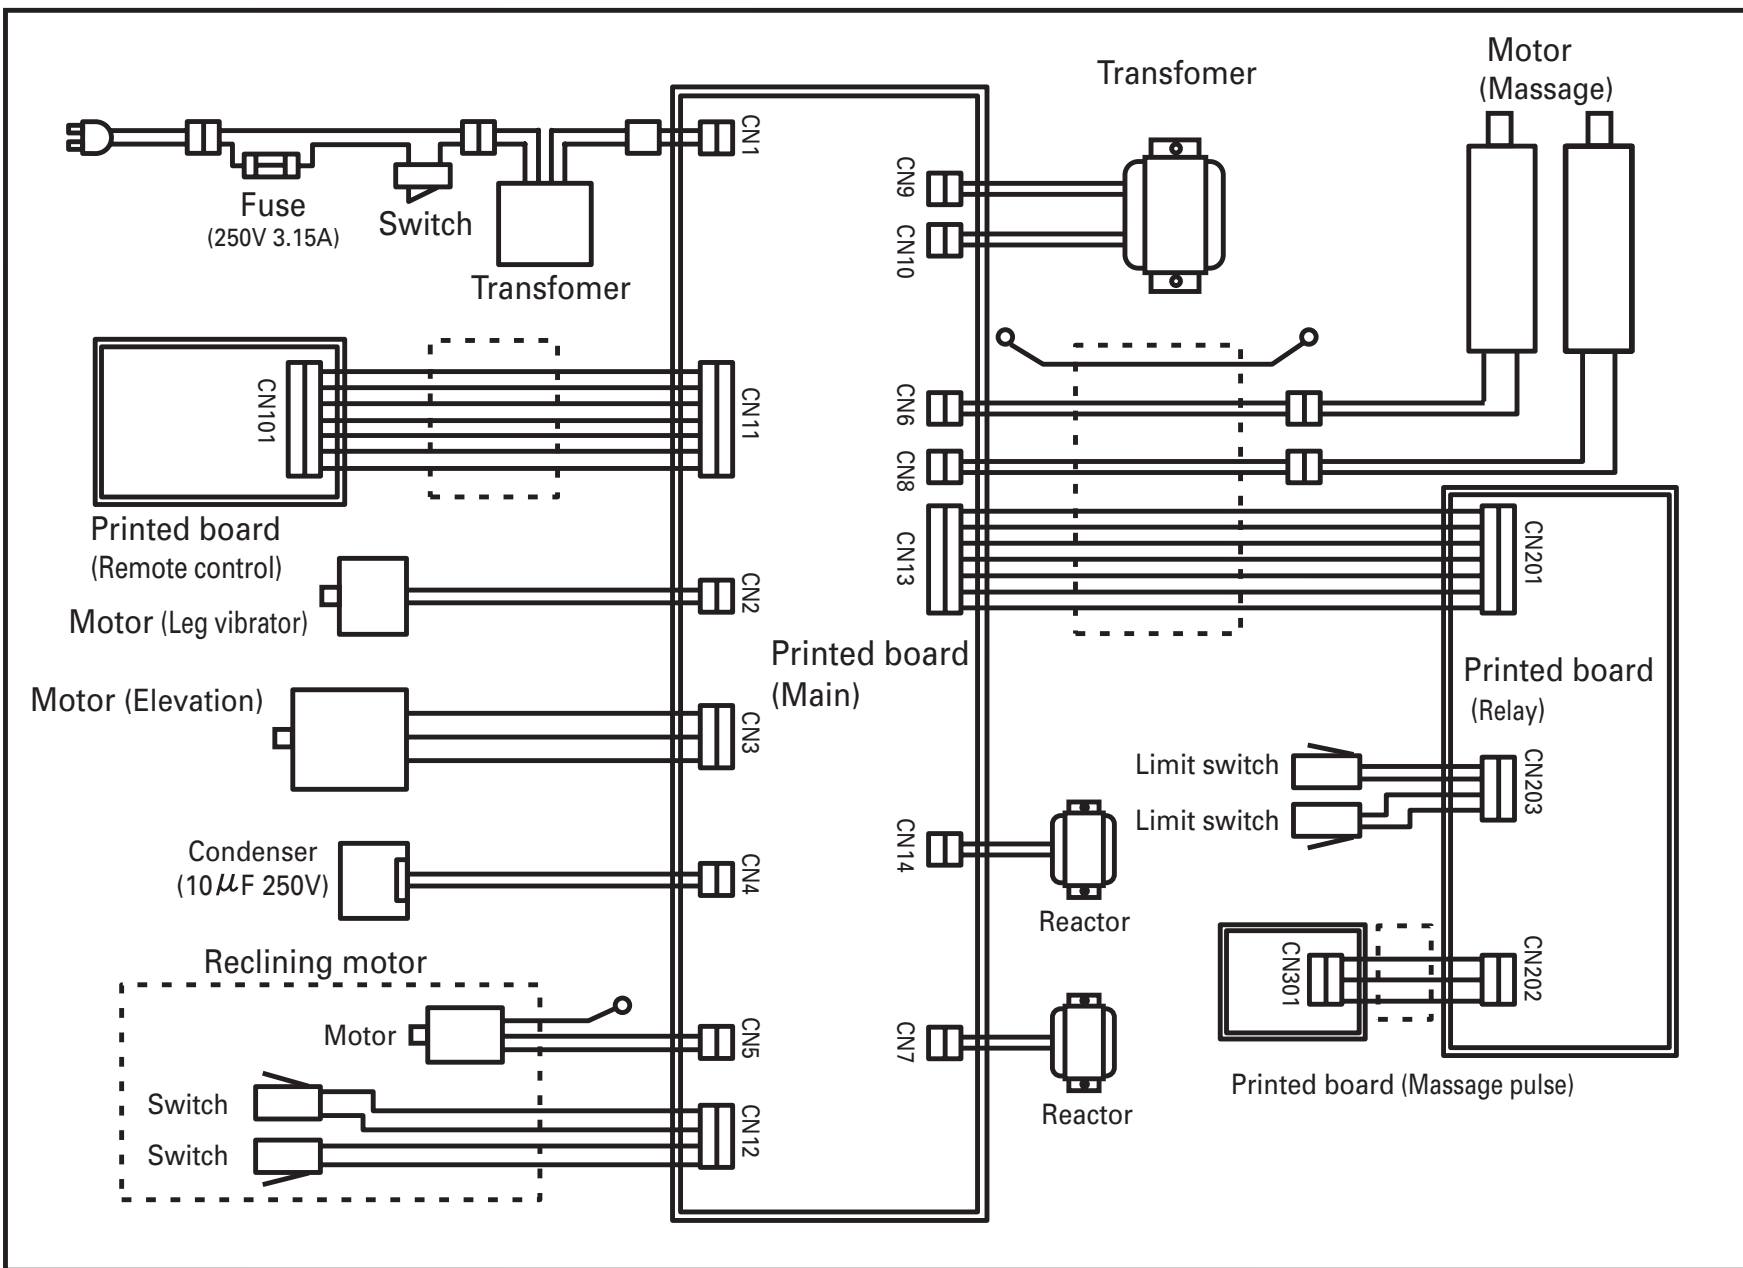 Transfomer
Motor
(Massage)
CN1
CN9
Fuse
(250V 3.15A)
Switch
CN10
Transfomer
CN101
CN11
CN6
CN8
Printed board
(Remote control)
CN13
CN201
CN2
Motor (Leg vibrator)
Printed board
(Main)
Printed board
(Relay)
Motor (Elevation)
CN3
Limit switch
CN203
Limit switch
Condenser
(10μF 250V)
CN4
CN14
Reactor
Reclining motor
CN301
CN202
Motor
CN5
CN7
Printed board (Massage pulse)
Switch
CN12
Reactor
Switch